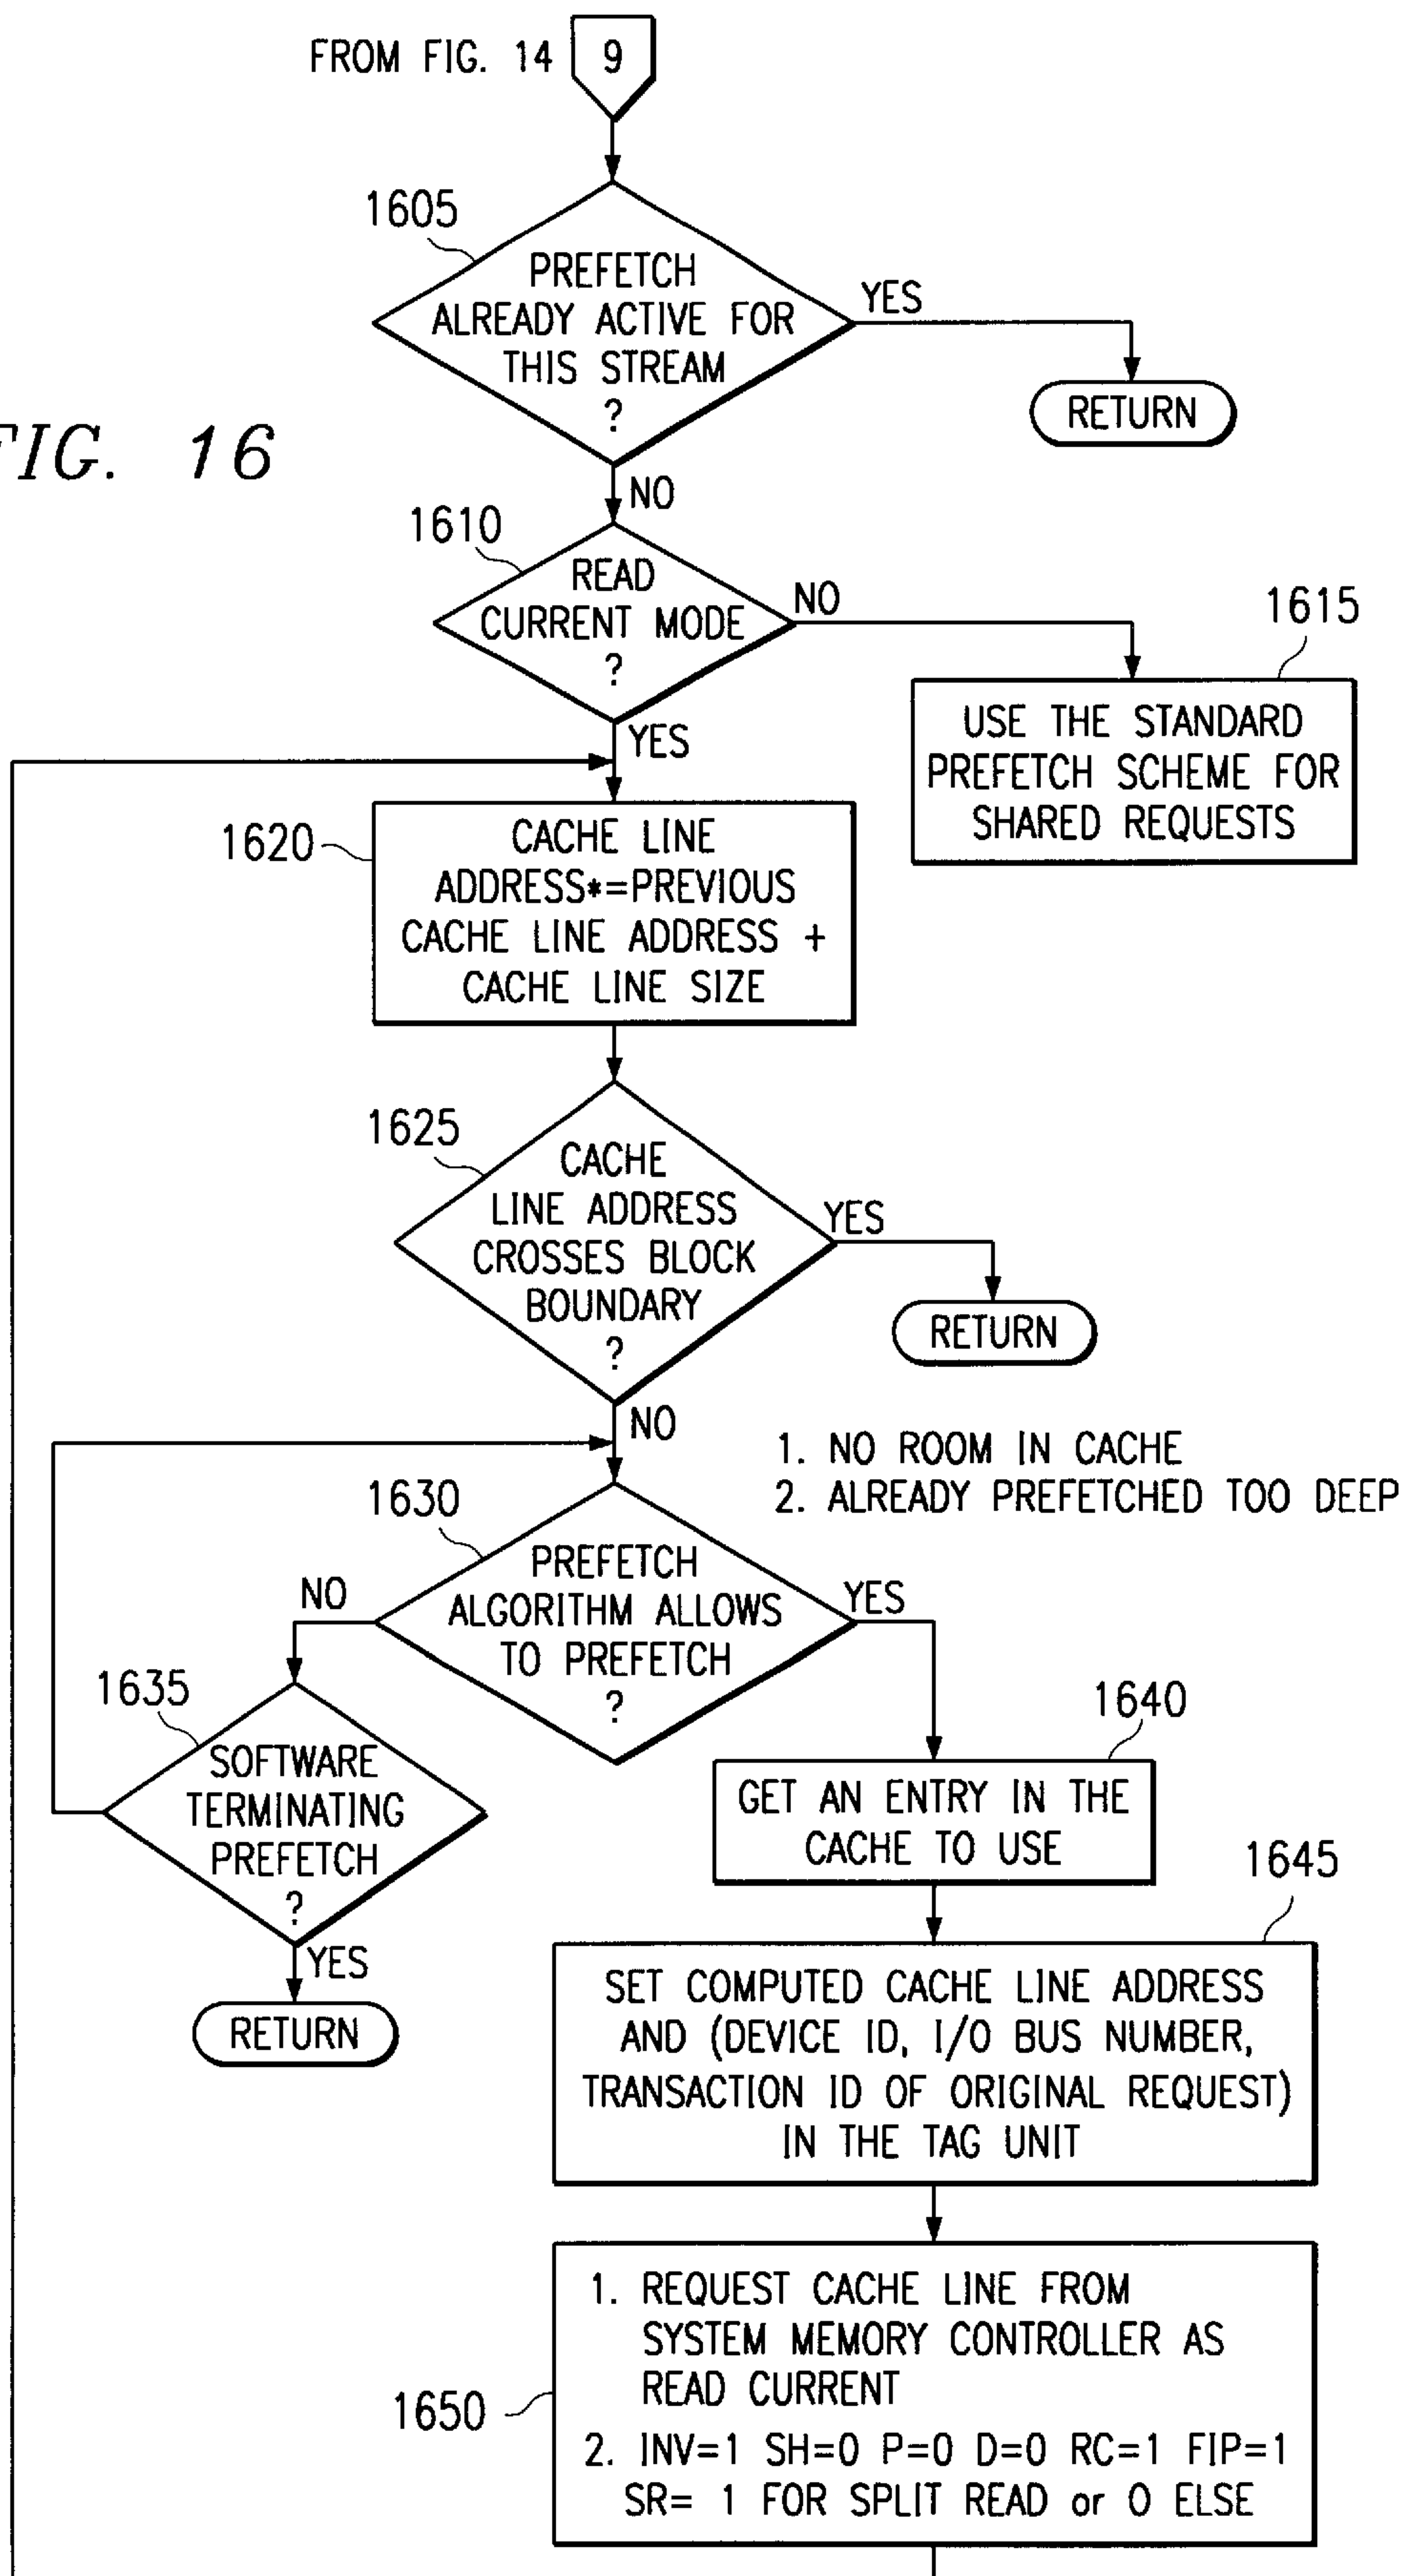 FROM FIG. 14
9
1605
PREFETCH
ALREADY ACTIVE FOR
THIS STREAM
?
YES
RETURN
FIG. 16
NO
1610
READ
CURRENT MODE
?
NO
1615
USE THE STANDARD
PREFETCH SCHEME FOR
SHARED REQUESTS
YES
1620
CACHE LINE
ADDRESS*=PREVIOUS
CACHE LINE ADDRESS +
CACHE LINE SIZE
1625
CACHE
LINE ADDRESS
CROSSES BLOCK
BOUNDARY
?
YES
RETURN
NO
1. NO ROOM IN CACHE
2. ALREADY PREFETCHED TOO DEEP
1630
PREFETCH
ALGORITHM ALLOWS
TO PREFETCH
?
NO
YES
1635
SOFTWARE
TERMINATING
PREFETCH
?
YES
RETURN
1640
GET AN ENTRY IN THE
CACHE TO USE
1645
SET COMPUTED CACHE LINE ADDRESS
AND (DEVICE ID, I/O BUS NUMBER,
TRANSACTION ID OF ORIGINAL REQUEST)
IN THE TAG UNIT
1650
1. REQUEST CACHE LINE FROM
SYSTEM MEMORY CONTROLLER AS
READ CURRENT
2. INV=1 SH=0 P=0 D=0 RC=1 FIP=1
SR= 1 FOR SPLIT READ or 0 ELSE